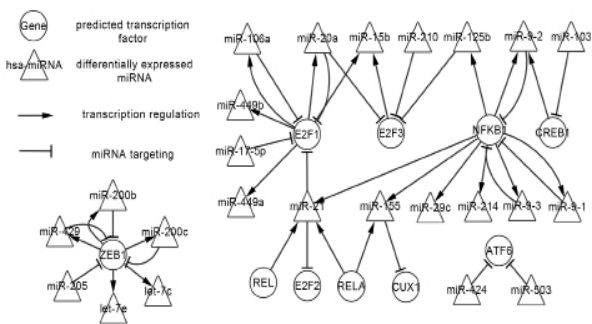 Gene
predicted transcription
factor
hsa-miRNA
differentially expressed
miRNA
transcription regulation
miRNA targeting
miR-106a
miR-20a
miR-15b
miR-210
miR-125b
miR-9-2
miR-103
miR-449b
E2F1
E2F3
NFKB1
CREB1
miR-17-5p
miR-449a
miR-21
miR-155
miR-29c
miR-214
miR-9-3
miR-9-1
miR-200b
miR-429
miR-200c
ZEB1
miR-205
let-7c
let-7e
REL
E2F2
RELA
CUX1
ATF6
miR-424
miR-503